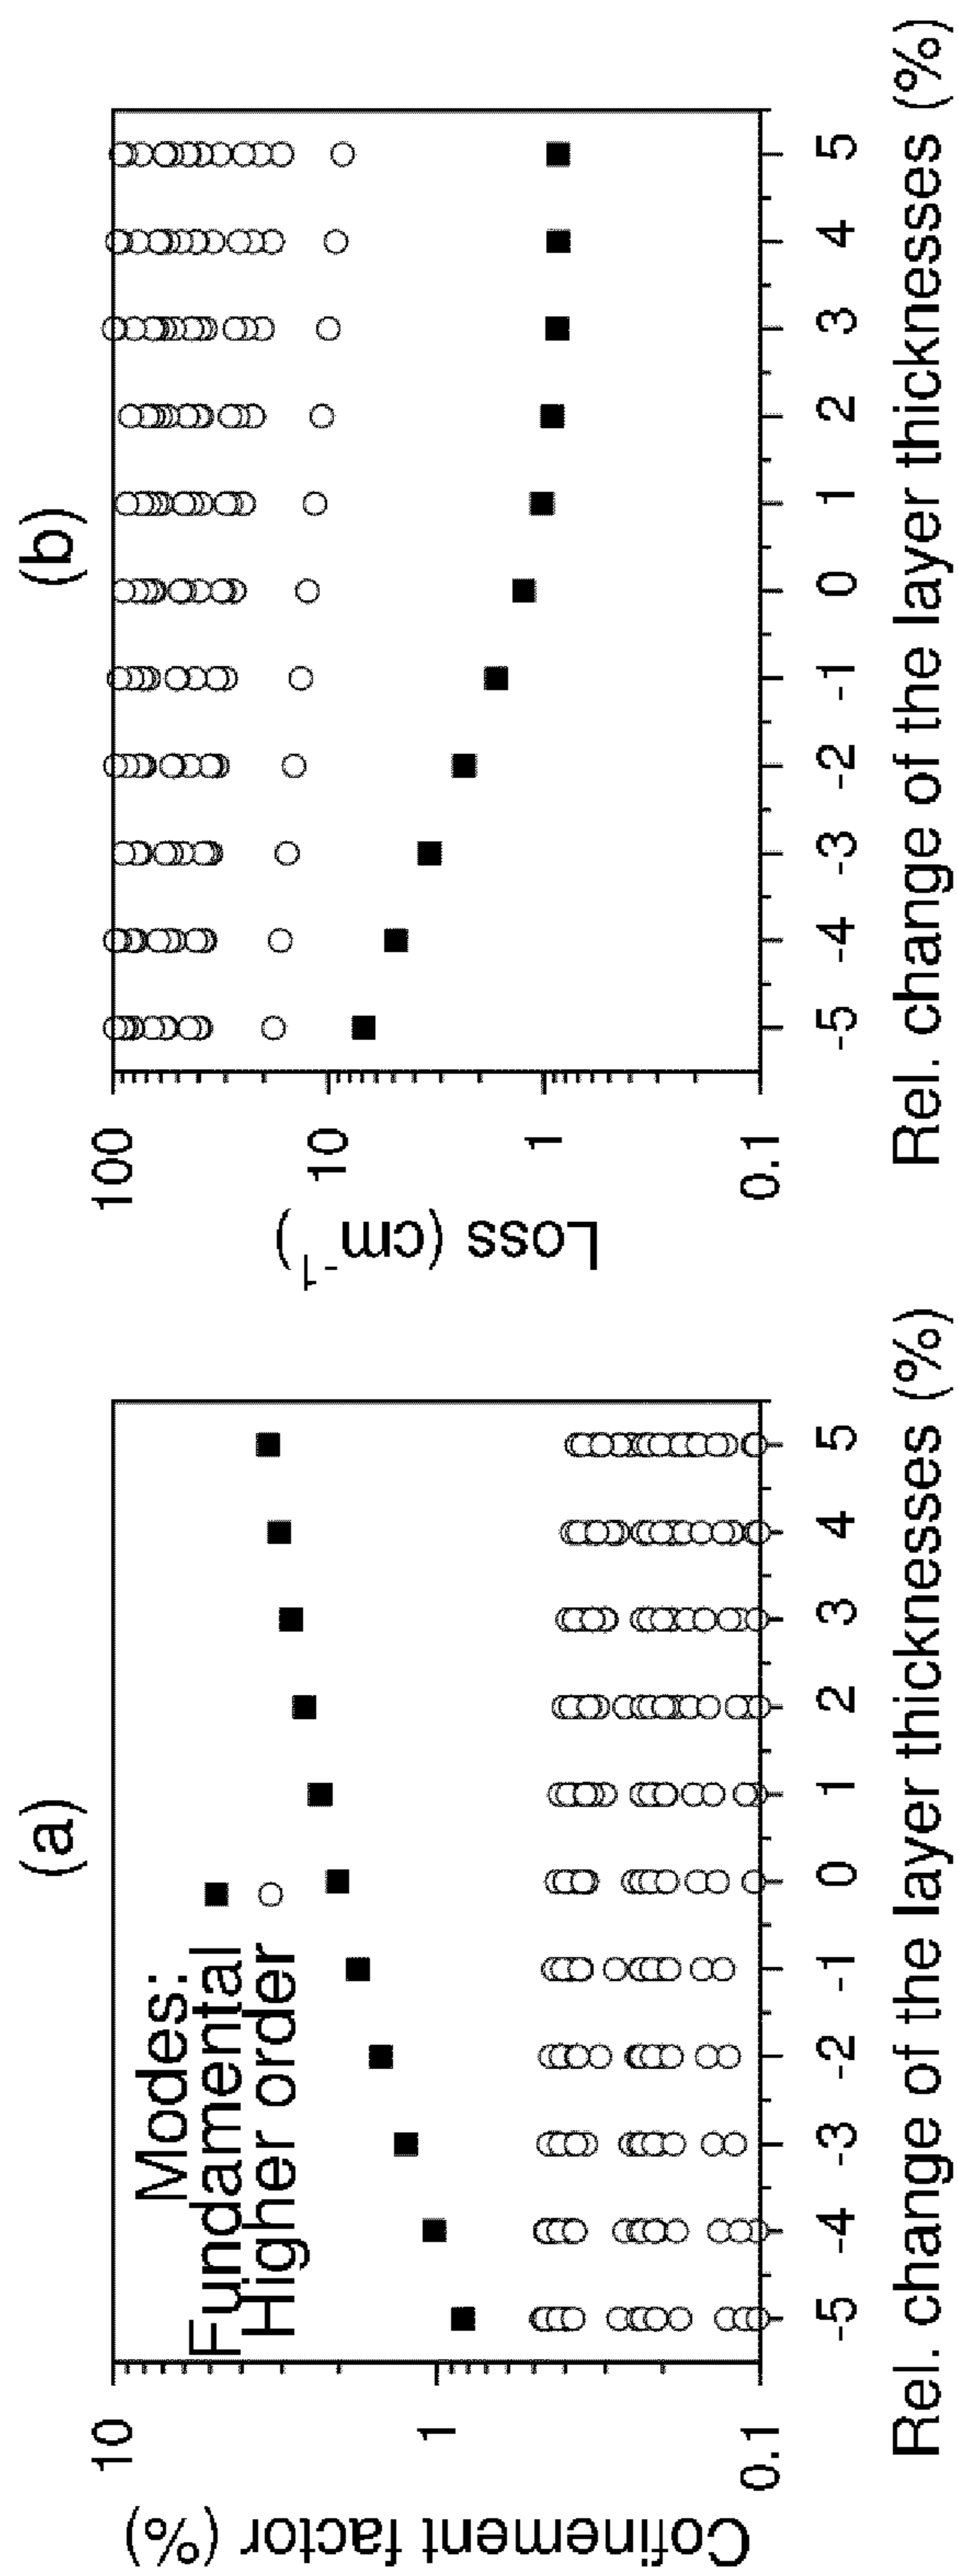 (a)
Modes:
Fundamental
Higher order
10
1
0.1
Cofinement factor (%)
-5 -4 -3 -2 -1 0 1 2 3 4 5
Rel. change of the layer thicknesses (%)
(b)
100
10
1
0.1
Loss (cm⁻¹)
-5 -4 -3 -2 -1 0 1 2 3 4 5
Rel. change of the layer thicknesses (%)